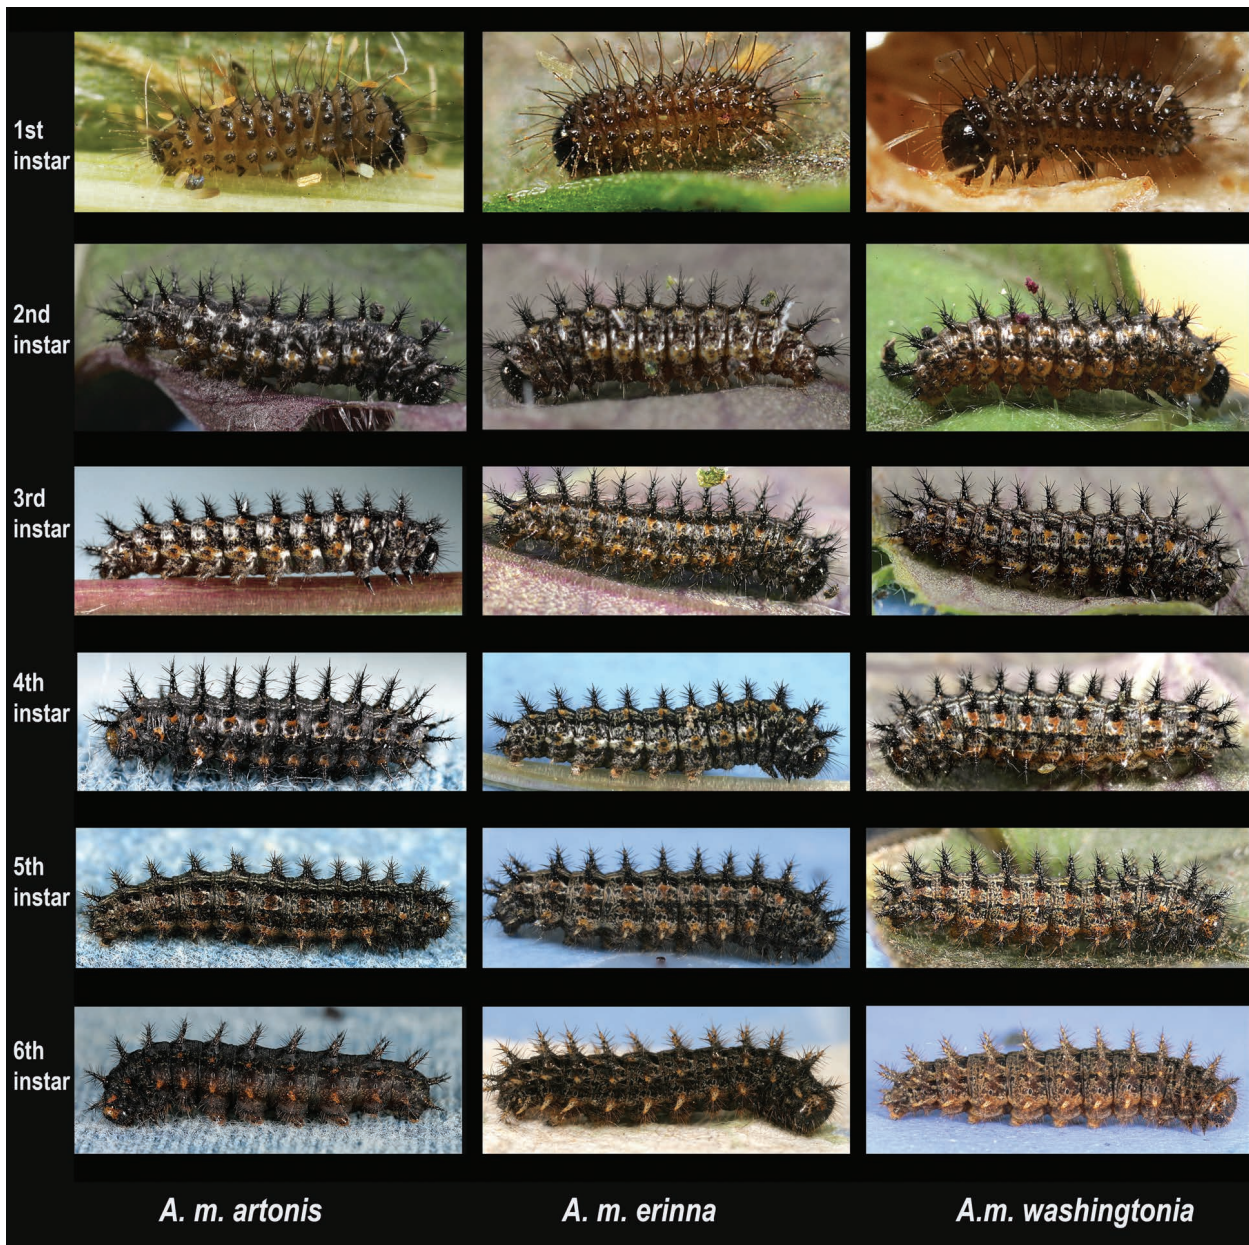 1st
instar
2nd
instar
3rd
instar
4th
instar
5th
instar
6th
instar
A. m. artonis
A. m. erinna
A.m. washingtonia